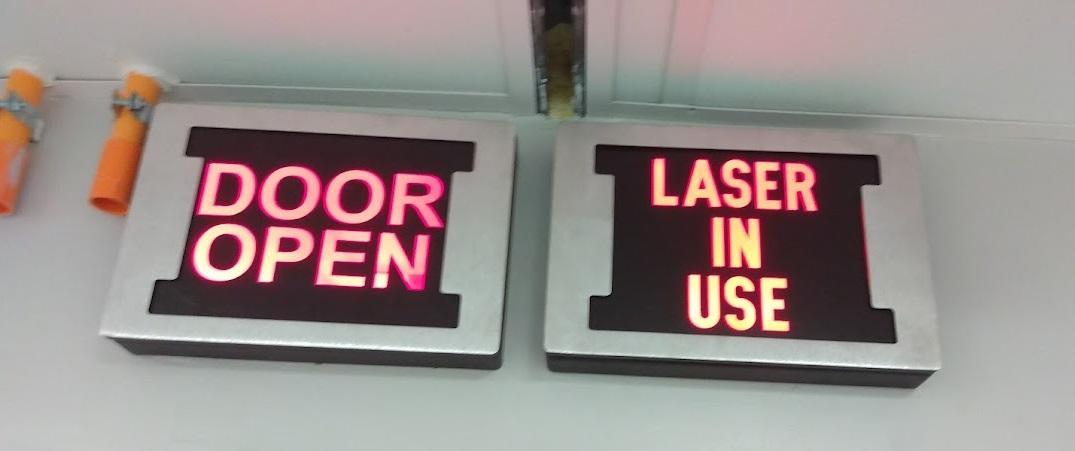 DOOR
OPEN
LASER
IN
USE